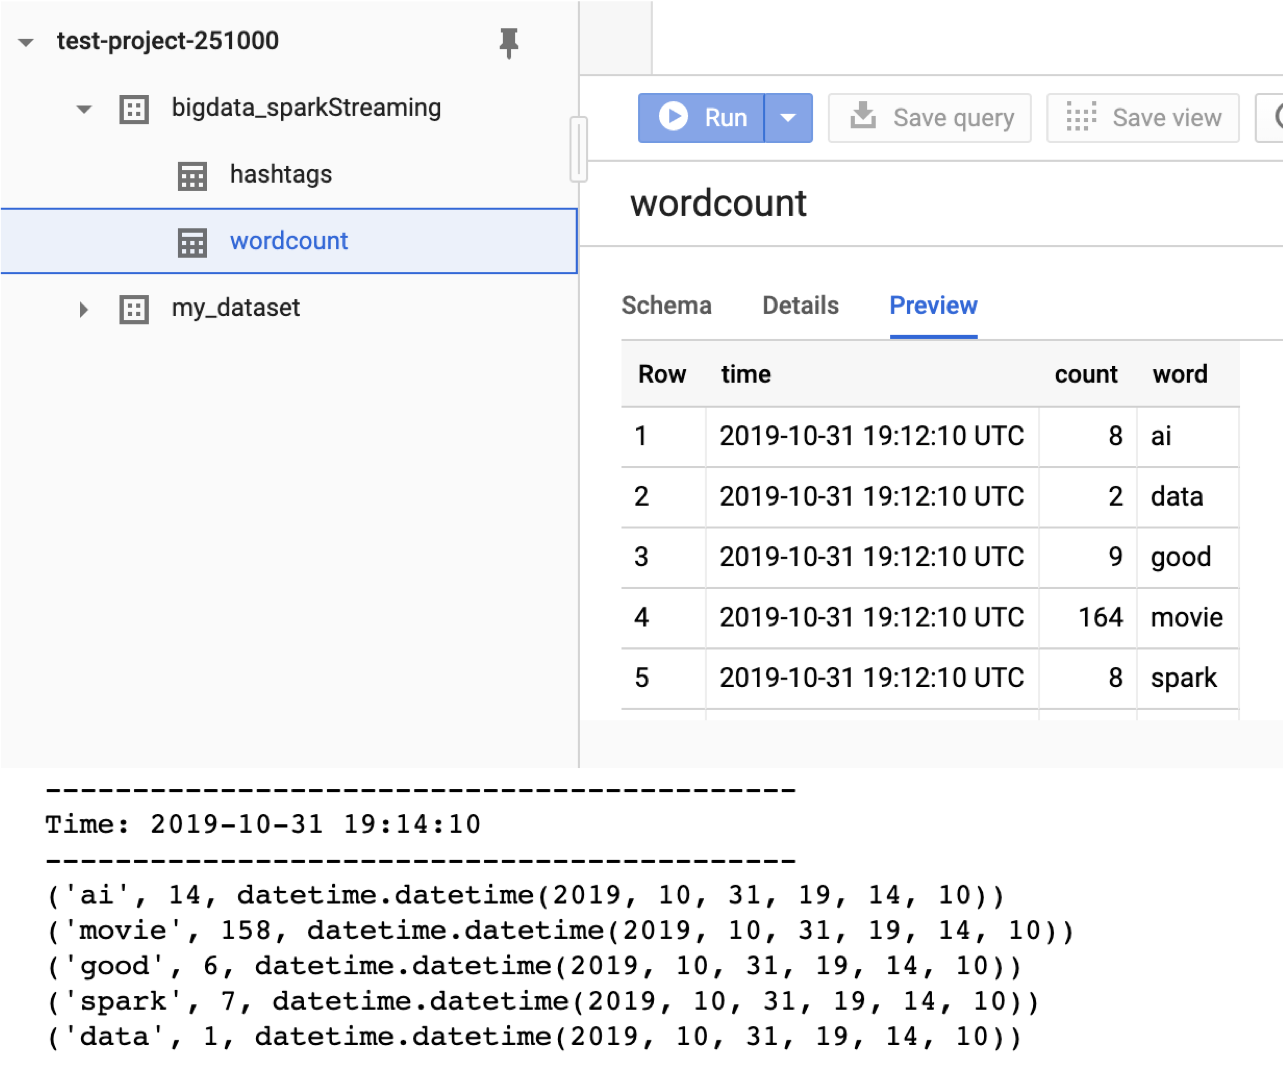 test-project-251000
bigdata_sparkStreaming
hashtags
wordcount
my_dataset
Run Save query Save view
wordcount
Schema Details Preview
Row time count word
1 2019-10-31 19:12:10 UTC 8 ai
2 2019-10-31 19:12:10 UTC 2 data
3 2019-10-31 19:12:10 UTC 9 good
4 2019-10-31 19:12:10 UTC 164 movie
5 2019-10-31 19:12:10 UTC 8 spark
-------------------------------------------
Time: 2019-10-31 19:14:10
-------------------------------------------
('ai', 14, datetime.datetime(2019, 10, 31, 19, 14, 10))
('movie', 158, datetime.datetime(2019, 10, 31, 19, 14, 10))
('good', 6, datetime.datetime(2019, 10, 31, 19, 14, 10))
('spark', 7, datetime.datetime(2019, 10, 31, 19, 14, 10))
('data', 1, datetime.datetime(2019, 10, 31, 19, 14, 10))